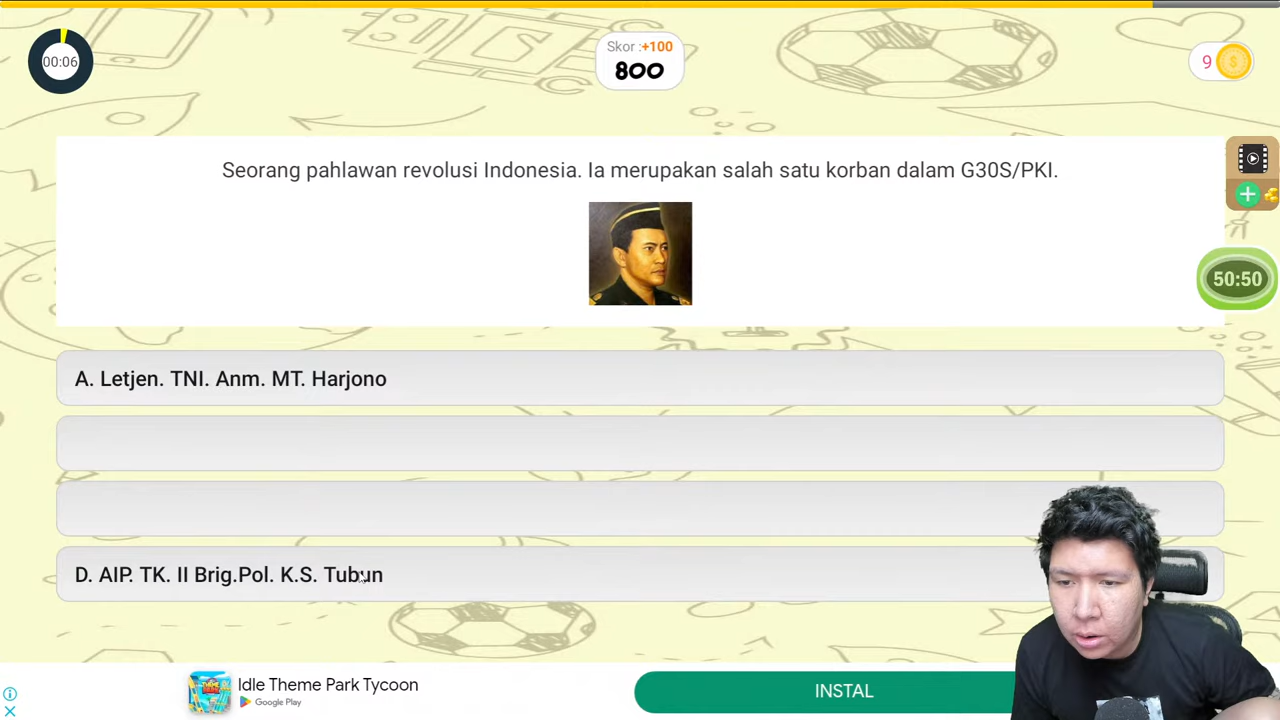 00:06
Skor :+100
800
9
Seorang pahlawan revolusi Indonesia. Ia merupakan salah satu korban dalam G30S/PKI.
50:50
A. Letjen. TNI. Anm. MT. Harjono
D. AIP. TK. II Brig.Pol. K.S. Tubun
Idle Theme Park Tycoon
Google Play
INSTAL